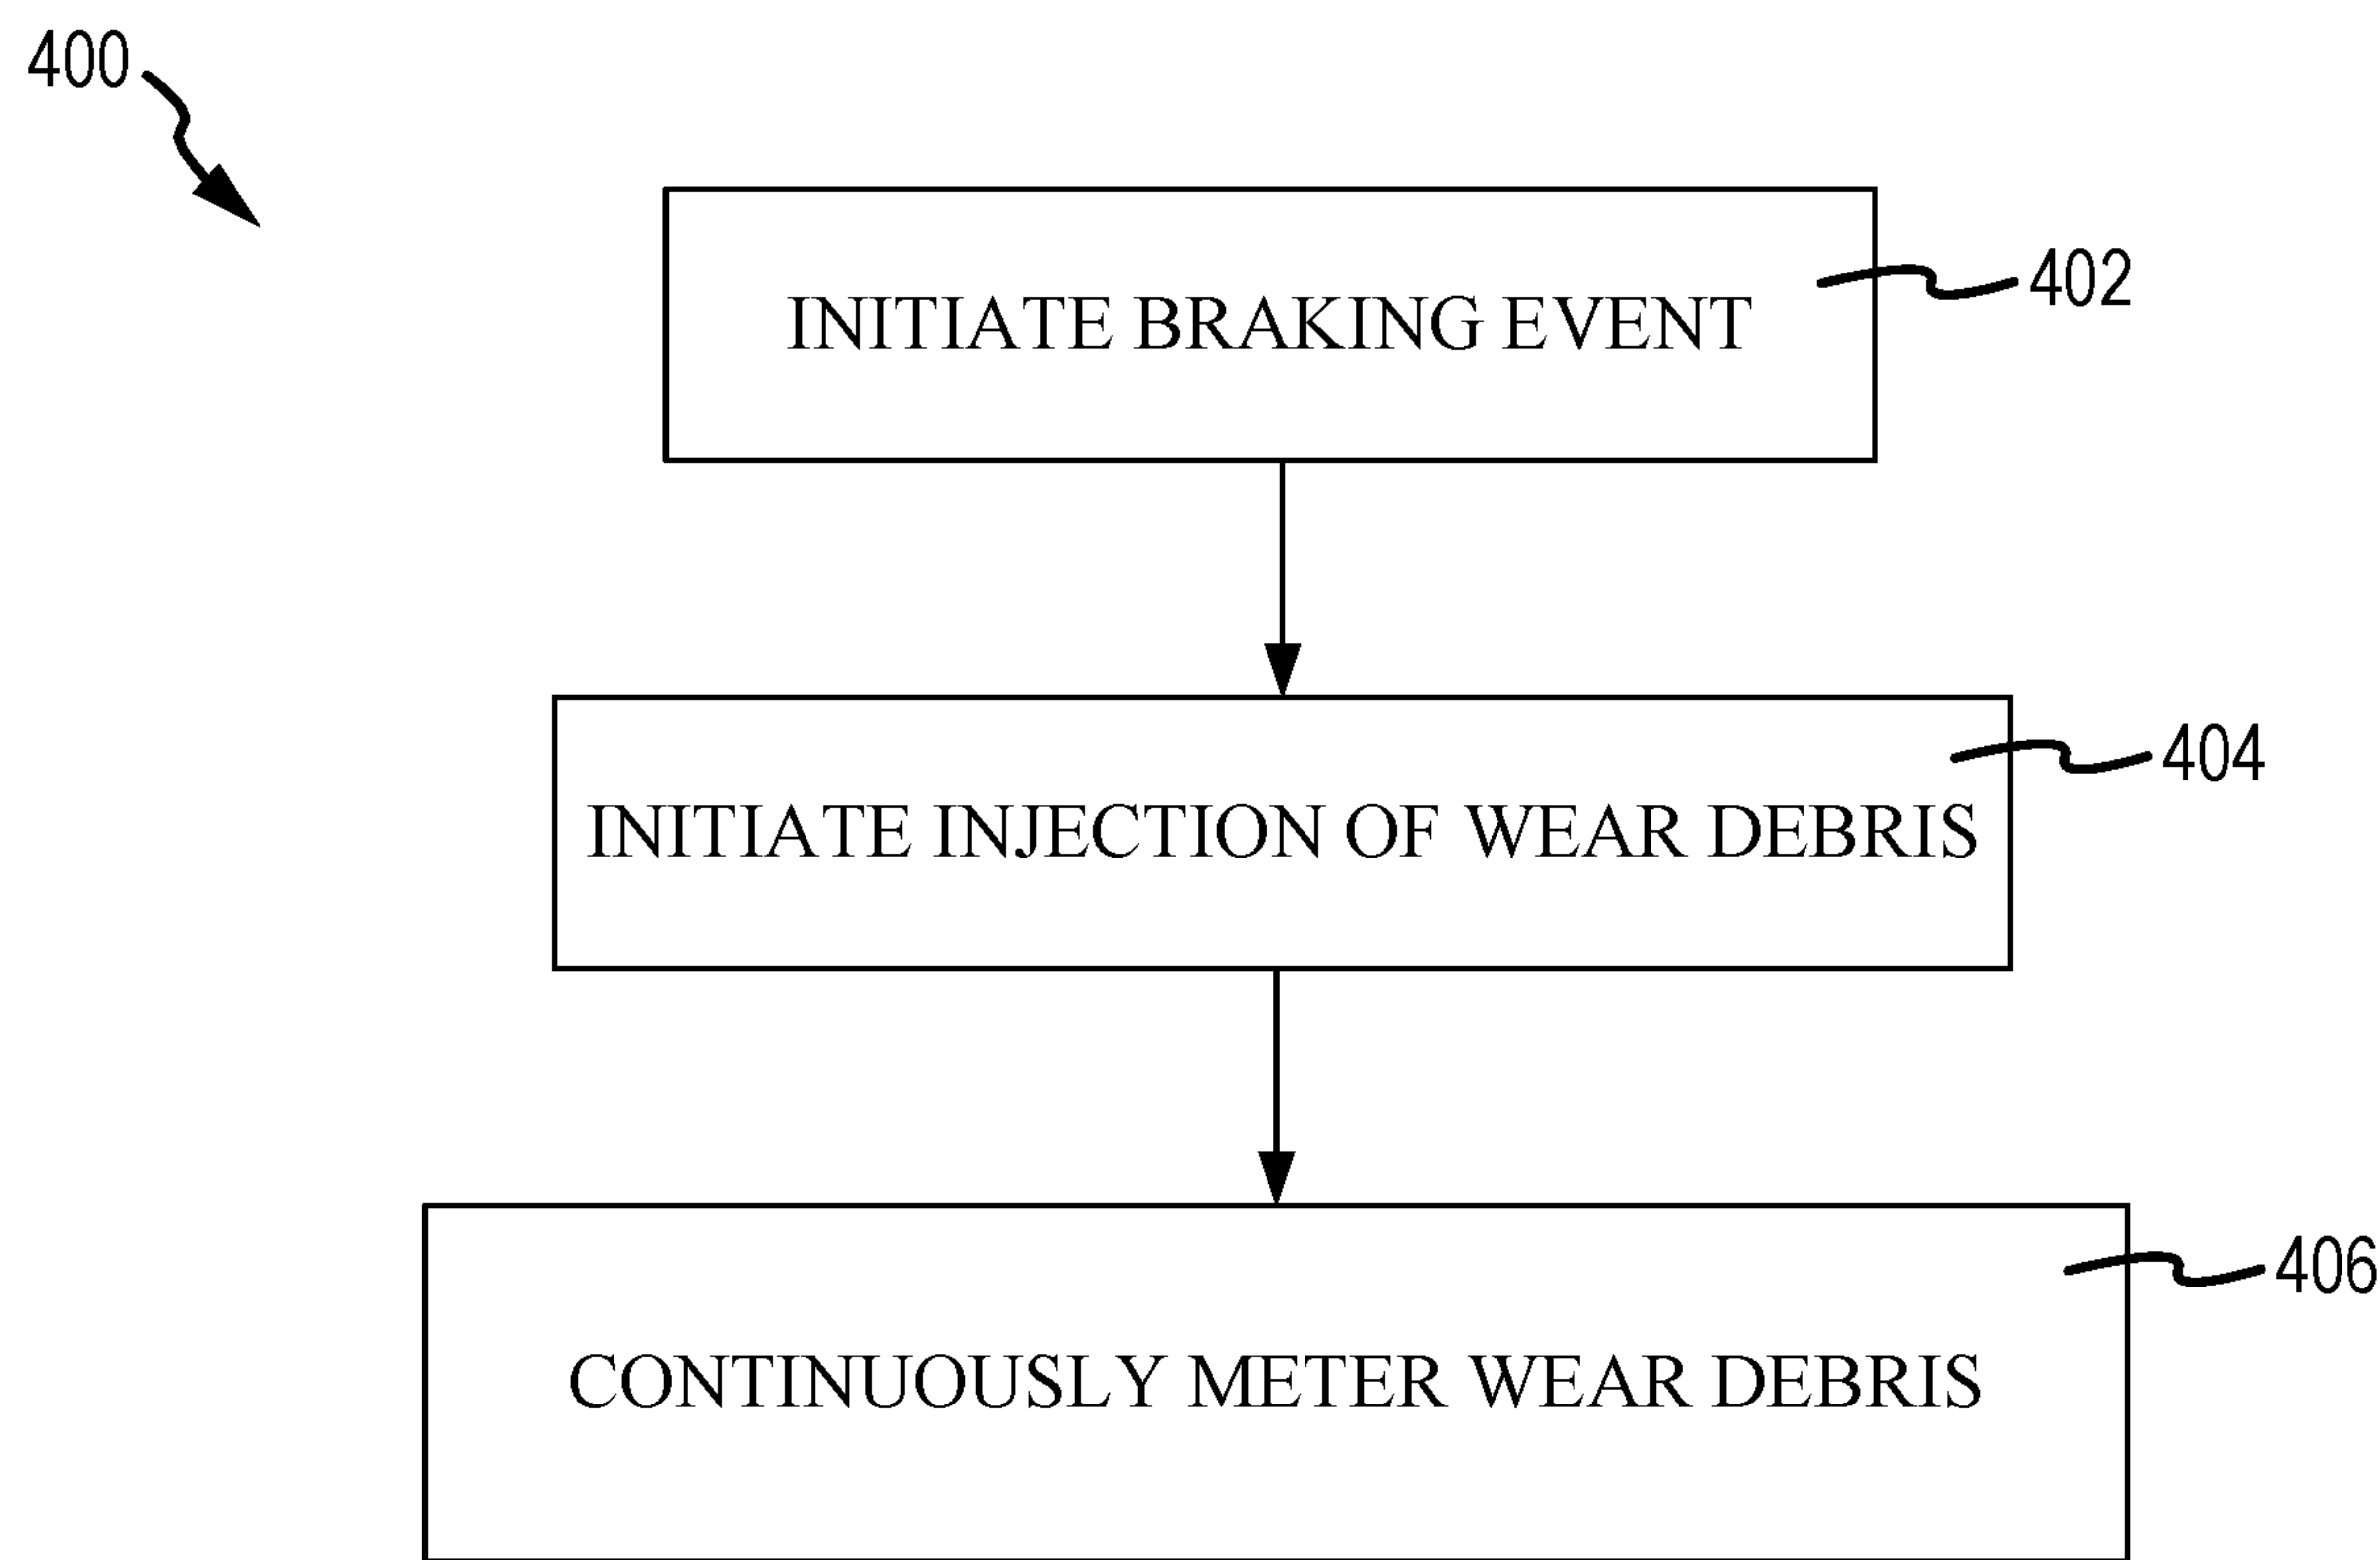 400
INITIATE BRAKING EVENT
402
INITIATE INJECTION OF WEAR DEBRIS
404
406
CONTINUOUSLY METER WEAR DEBRIS